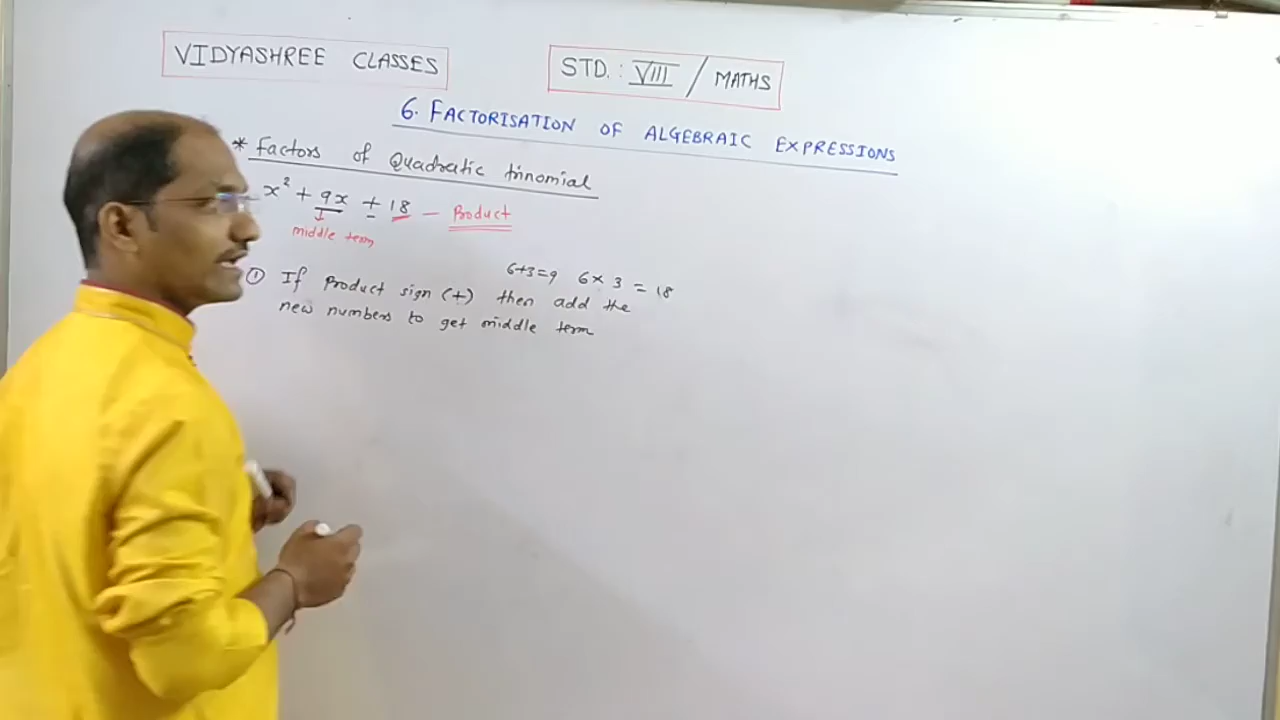 VIDYASHREE CLASSES
STD. : VIII / MATHS
6. FACTORISATION OF ALGEBRAIC EXPRESSIONS
* Factors of Quadratic trinomial
x² + 9x + 18 — Product
middle term
6+3=9 6 × 3 = 18
① If Product sign (+) then add the
new numbers to get middle term